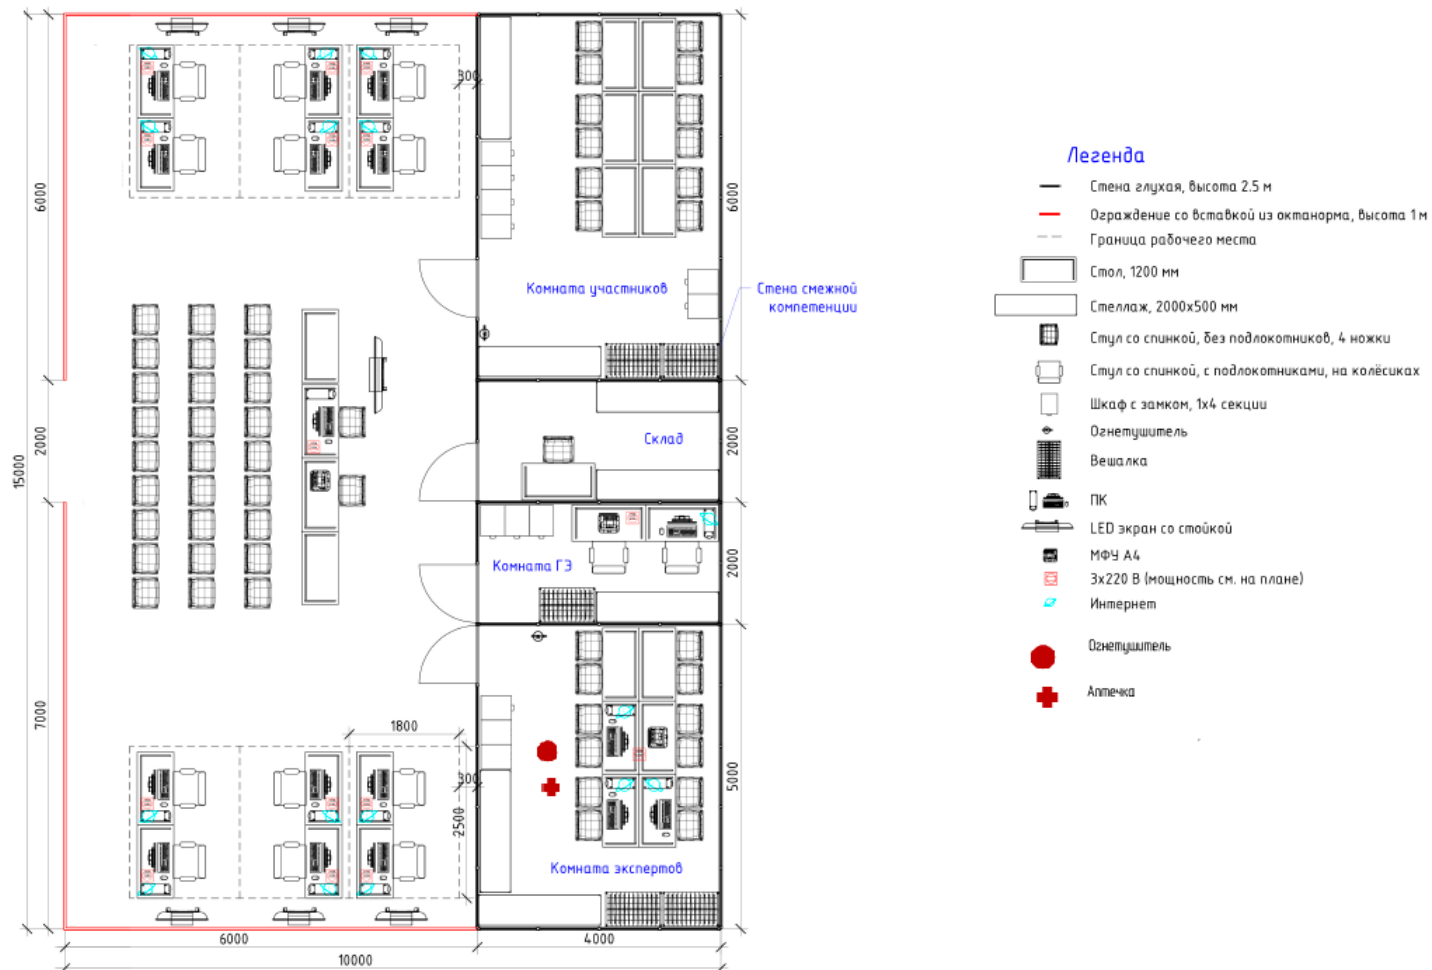 300
6000
6000
Комната участников
Стена смежной
компетенции
15000
2000
Склад
2000
Комната ГЭ
2000
7000
1800
300
2500
5000
Комната экспертов
6000
4000
10000
Легенда
Стена глухая, высота 2.5 м
Ограждение со вставкой из октанорма, высота 1 м
Граница рабочего места
Стол, 1200 мм
Стеллаж, 2000х500 мм
Стул со спинкой, без подлокотников, 4 ножки
Стул со спинкой, с подлокотниками, на колёсиках
Шкаф с замком, 1х4 секции
Огнетушитель
Вешалка
ПК
LED экран со стойкой
МФУ А4
3х220 В (мощность см. на плане)
Интернет
Огнетушитель
Аптечка